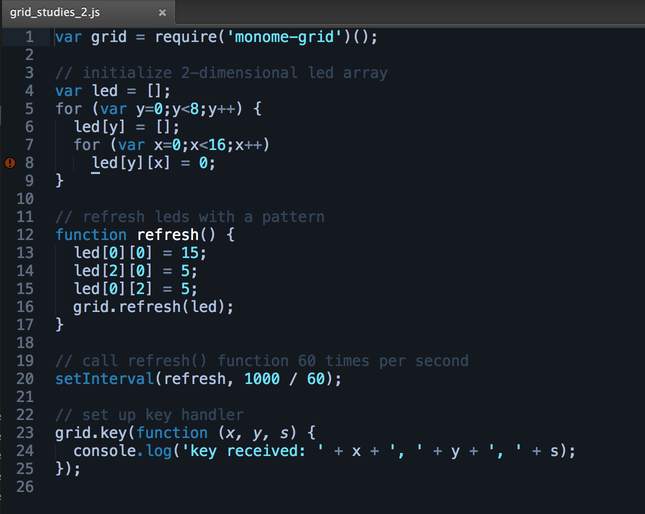 grid_studies_2.js ×
1 var grid = require('monome-grid')();
2
3 // initialize 2-dimensional led array
4 var led = [];
5 for (var y=0;y<8;y++) {
6   led[y] = [];
7   for (var x=0;x<16;x++)
8     led[y][x] = 0;
9 }
10
11 // refresh leds with a pattern
12 function refresh() {
13   led[0][0] = 15;
14   led[2][0] = 5;
15   led[0][2] = 5;
16   grid.refresh(led);
17 }
18
19 // call refresh() function 60 times per second
20 setInterval(refresh, 1000 / 60);
21
22 // set up key handler
23 grid.key(function (x, y, s) {
24   console.log('key received: ' + x + ', ' + y + ', ' + s);
25 });
26